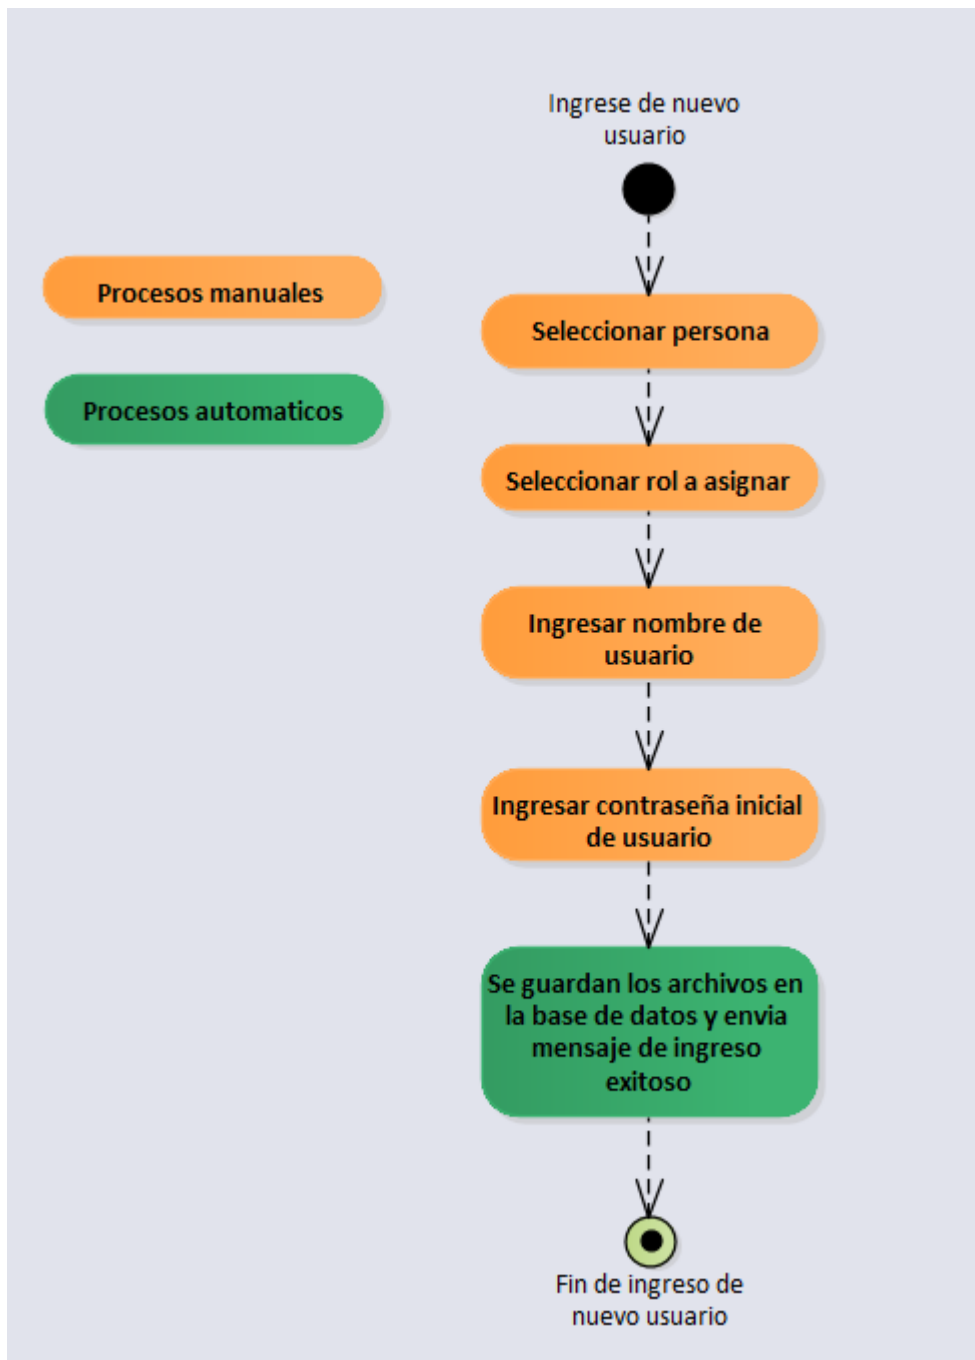 Ingrese de nuevo
usuario
Procesos manuales
Seleccionar persona
Procesos automaticos
Seleccionar rol a asignar
Ingresar nombre de
usuario
Ingresar contraseña inicial
de usuario
Se guardan los archivos en
la base de datos y envia
mensaje de ingreso
exitoso
Fin de ingreso de
nuevo usuario